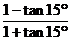 1 − tan 15°
1 + tan 15°